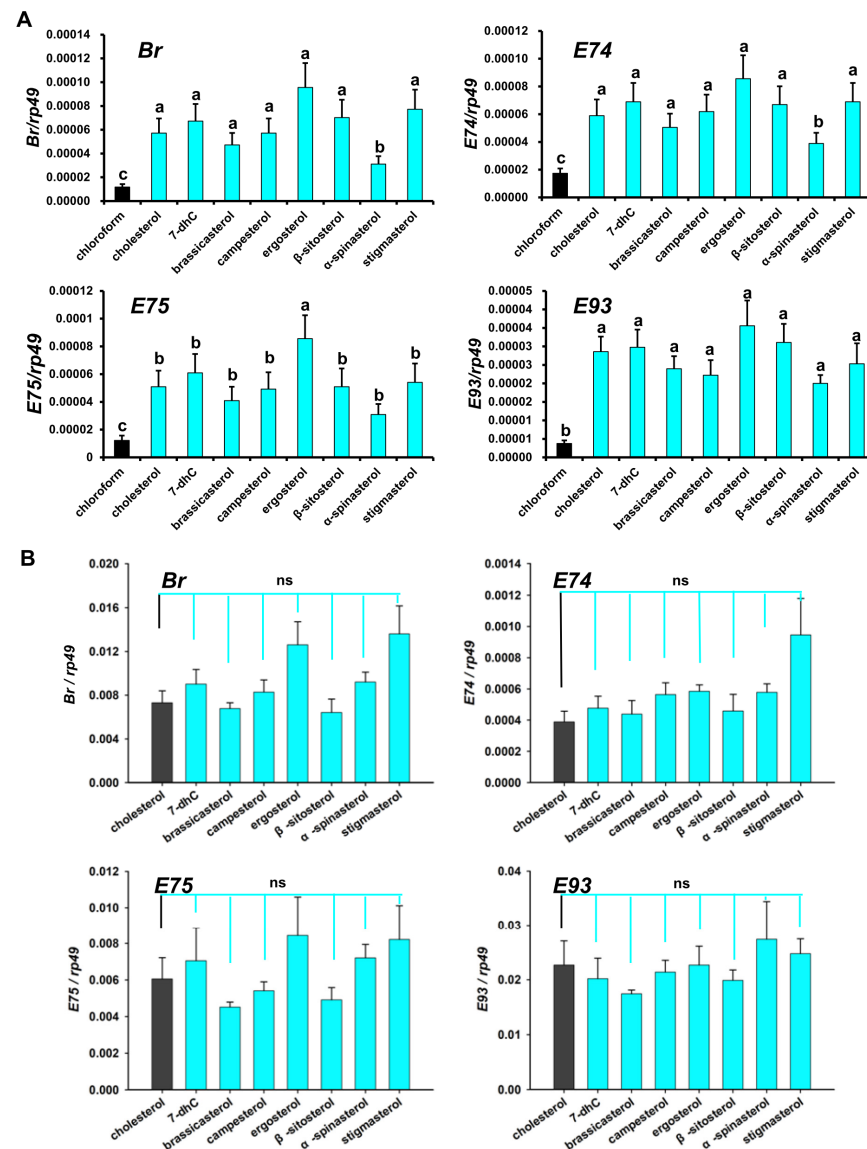 A
Br
Br/rp49
0.00014
0.00012
0.00010
0.00008
0.00006
0.00004
0.00002
0.00000
c
a
a
a
a
a
a
b
a
chloroform
cholesterol
7-dhC
brassicasterol
campesterol
ergosterol
β-sitosterol
α-spinasterol
stigmasterol
E74
E74/rp49
0.00012
0.00010
0.00008
0.00006
0.00004
0.00002
0.00000
c
a
a
a
a
a
a
b
a
chloroform
cholesterol
7-dhC
brassicasterol
campesterol
ergosterol
β-sitosterol
α-spinasterol
stigmasterol
E75
E75/rp49
0.00012
0.0001
0.00008
0.00006
0.00004
0.00002
0
c
b
b
b
b
a
b
b
b
chloroform
cholesterol
7-dhC
brassicasterol
campesterol
ergosterol
β-sitosterol
α-spinasterol
stigmasterol
E93
E93/rp49
0.00005
0.00004
0.00003
0.00002
0.00001
0.00000
b
a
a
a
a
a
a
a
a
chloroform
cholesterol
7-dhC
brassicasterol
campesterol
ergosterol
β-sitosterol
α-spinasterol
stigmasterol
B
Br
ns
Br / rp49
0.020
0.016
0.012
0.008
0.004
0.000
cholesterol
7-dhC
brassicasterol
campesterol
ergosterol
β -sitosterol
α -spinasterol
stigmasterol
E74
ns
E74 / rp49
0.0014
0.0012
0.0010
0.0008
0.0006
0.0004
0.0002
0.0000
cholesterol
7-dhC
brassicasterol
campesterol
ergosterol
β -sitosterol
α -spinasterol
stigmasterol
E75
ns
E75 / rp49
0.012
0.010
0.008
0.006
0.004
0.002
0.000
cholesterol
7-dhC
brassicasterol
campesterol
ergosterol
β -sitosterol
α -spinasterol
stigmasterol
E93
ns
E93 / rp49
0.04
0.03
0.02
0.01
0.00
cholesterol
7-dhC
brassicasterol
campesterol
ergosterol
β -sitosterol
α -spinasterol
stigmasterol